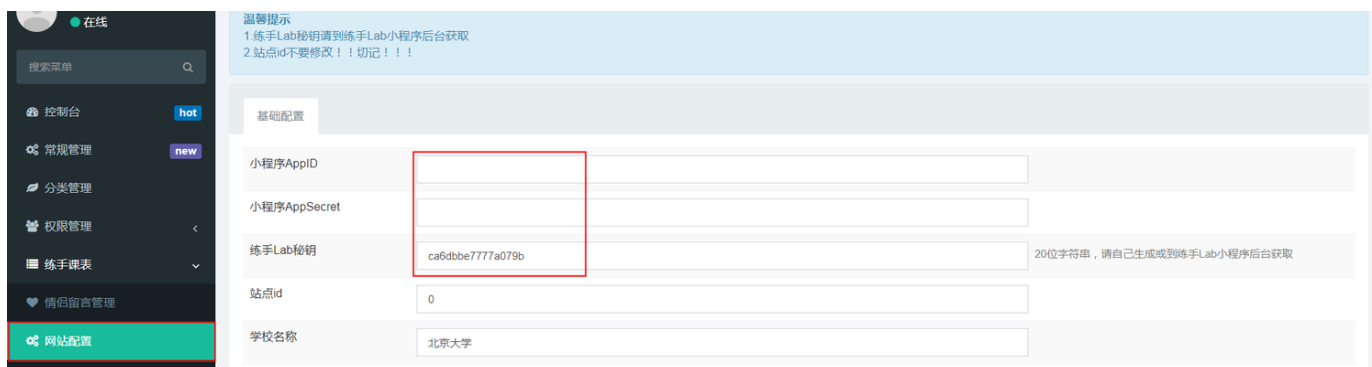 在线
搜索菜单
控制台 hot
常规管理 new
分类管理
权限管理
练手课表
情侣留言管理
网站配置
温馨提示
1.练手Lab秘钥请到练手Lab小程序后台获取
2.站点id不要修改！！切记！！！
基础配置
小程序AppID
小程序AppSecret
练手Lab秘钥 ca6dbbe7777a079b 20位字符串，请自己生成或到练手Lab小程序后台获取
站点id 0
学校名称 北京大学